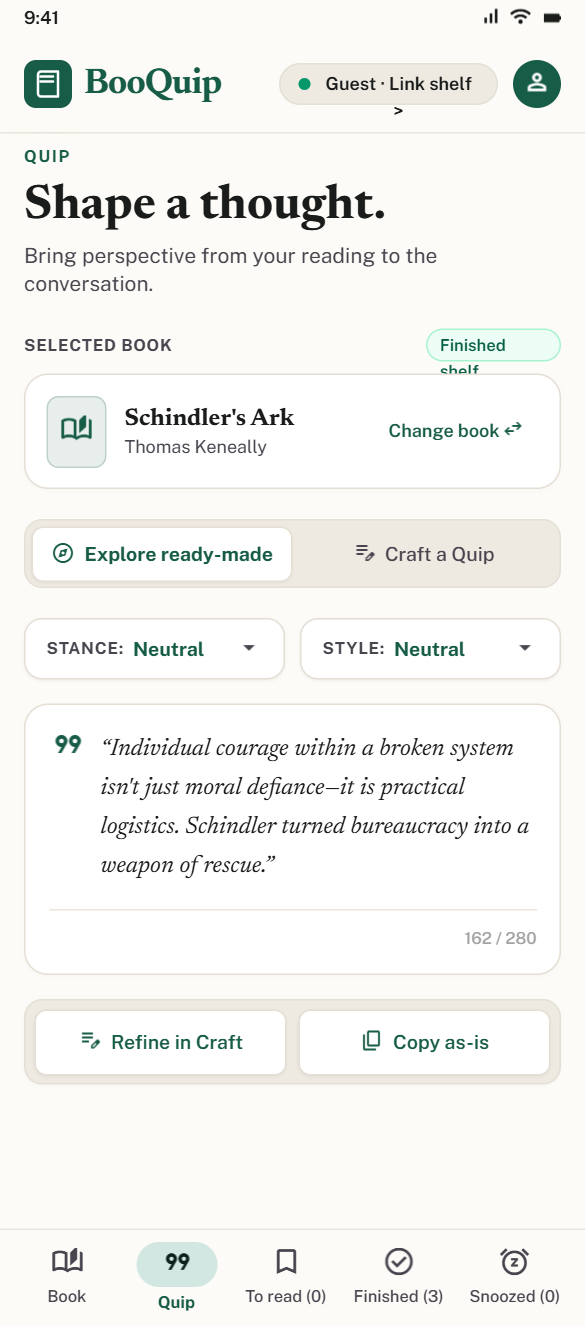 9:41
BooQuip
Guest · Link shelf
>
QUIP
Shape a thought.
Bring perspective from your reading to the
conversation.
SELECTED BOOK
Finished
shelf
Schindler's Ark
Thomas Keneally
Change book
Explore ready-made
Craft a Quip
STANCE: Neutral
STYLE: Neutral
“Individual courage within a broken system
isn't just moral defiance—it is practical
logistics. Schindler turned bureaucracy into a
weapon of rescue.”
162 / 280
Refine in Craft
Copy as-is
Book
Quip
To read (0)
Finished (3)
Snoozed (0)